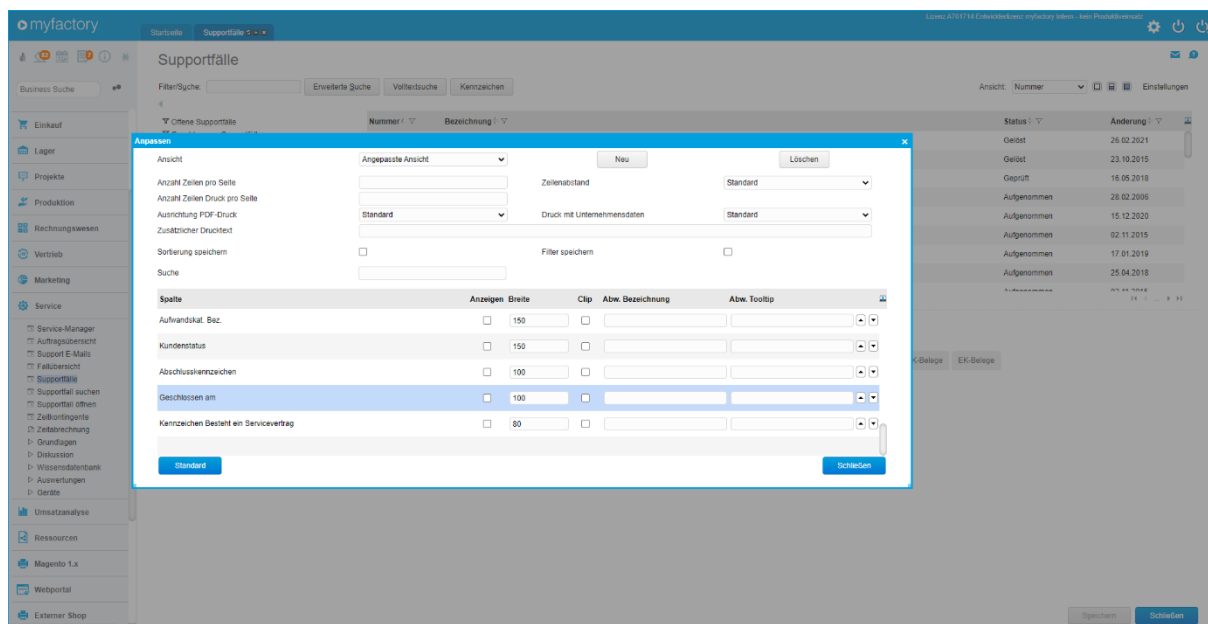 myfactory
Startseite
Supportfälle
Lizenz A761714 Entwicklerlizenz myfactory Intern - kein Produktiveinsatz
Supportfälle
Business Suche
Filter/Suche:
Erweiterte Suche
Volltextsuche
Kennzeichen
Ansicht: Nummer
Einstellungen
Offene Supportfälle
Nummer
Bezeichnung
Status
Änderung
Gelöst 26.02.2021
Gelöst 23.10.2015
Geprüft 16.05.2018
Aufgenommen 28.02.2006
Aufgenommen 15.12.2020
Aufgenommen 02.11.2015
Aufgenommen 17.01.2019
Aufgenommen 25.04.2018
EK-Belege
Einkauf
Lager
Projekte
Produktion
Rechnungswesen
Vertrieb
Marketing
Service
Service-Manager
Auftragsübersicht
Support E-Mails
Fallübersicht
Supportfälle
Supportfall suchen
Supportfall öffnen
Zeitkontingente
Zeitabrechnung
Grundlagen
Diskussion
Wissensdatenbank
Auswertungen
Geräte
Umsatzanalyse
Ressourcen
Magento 1.x
Webportal
Externer Shop
Anpassen
Ansicht Angepasste Ansicht Neu Löschen
Anzahl Zeilen pro Seite Zeilenabstand Standard
Anzahl Zeilen Druck pro Seite
Ausrichtung PDF-Druck Standard Druck mit Unternehmensdaten Standard
Zusätzlicher Drucktext
Sortierung speichern Filter speichern
Suche
Spalte Anzeigen Breite Clip Abw. Bezeichnung Abw. Tooltip
Aufwandskat. Bez. 150
Kundenstatus 150
Abschlusskennzeichen 100
Geschlossen am 100
Kennzeichen Besteht ein Servicevertrag 80
Standard
Schließen
Speichern
Schließen